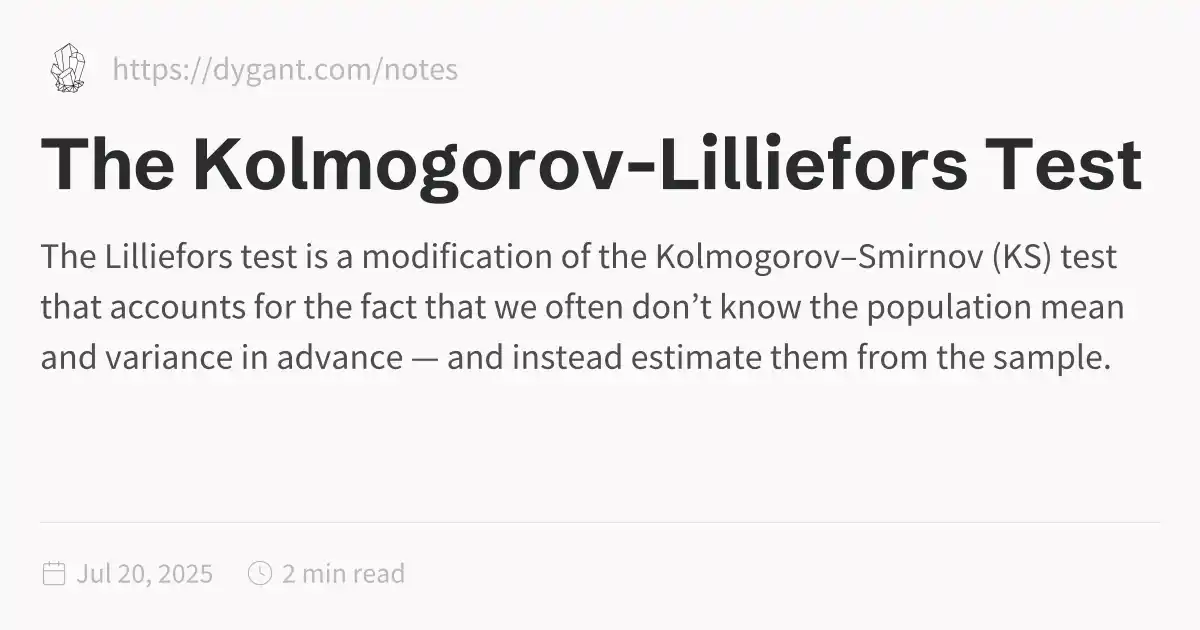 https://dygant.com/notes
The Kolmogorov-Lilliefors Test
The Lilliefors test is a modification of the Kolmogorov–Smirnov (KS) test
that accounts for the fact that we often don’t know the population mean
and variance in advance — and instead estimate them from the sample.
Jul 20, 2025 2 min read